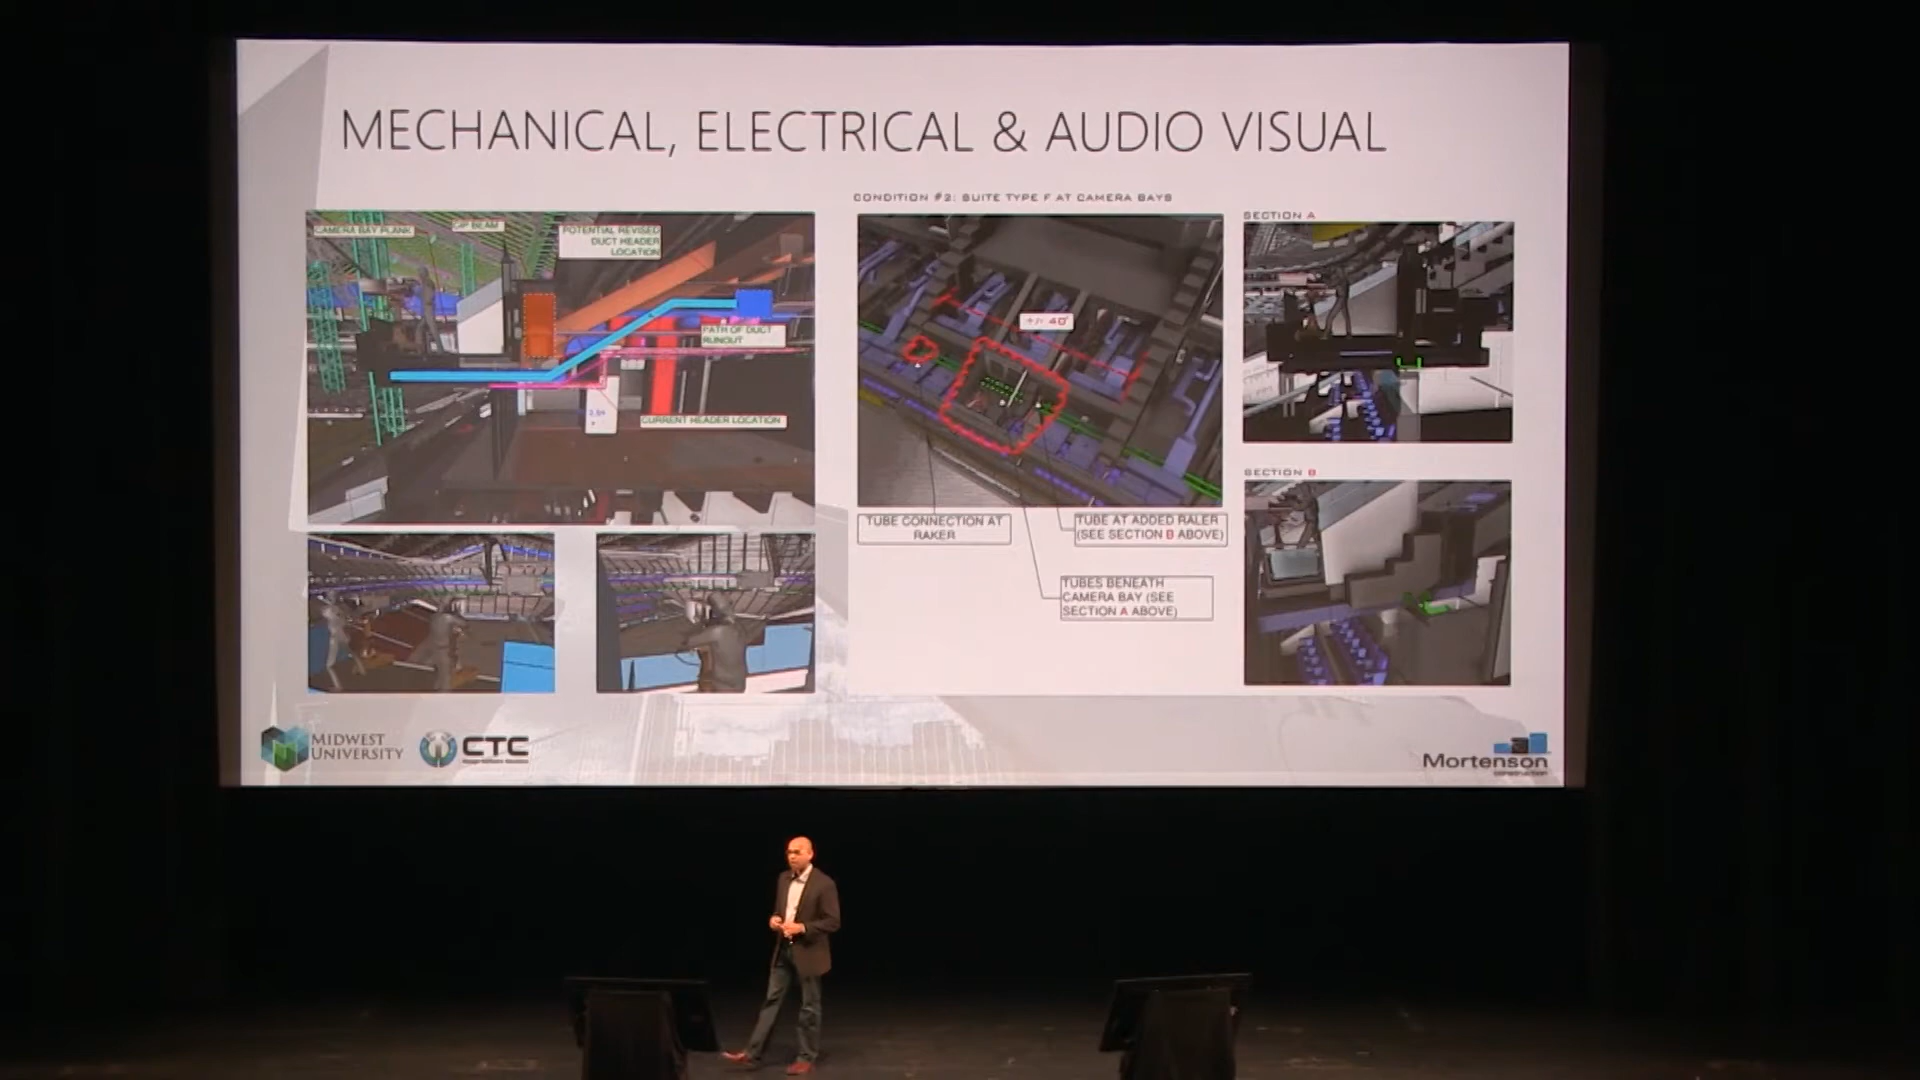 MECHANICAL, ELECTRICAL & AUDIO VISUAL
CAMERA BAY PLANK
CIP BEAM
POTENTIAL REVISED
DUCT HEADER
LOCATION
PATH OF DUCT
RUNOUT
CURRENT HEADER LOCATION
CONDITION #2: SUITE TYPE F AT CAMERA BAYS
+/- 40'
TUBE CONNECTION AT
RAKER
TUBE AT ADDED RALER
(SEE SECTION B ABOVE)
TUBES BENEATH
CAMERA BAY (SEE
SECTION A ABOVE)
SECTION A
SECTION B
MIDWEST
UNIVERSITY
CTC
Mortenson
construction